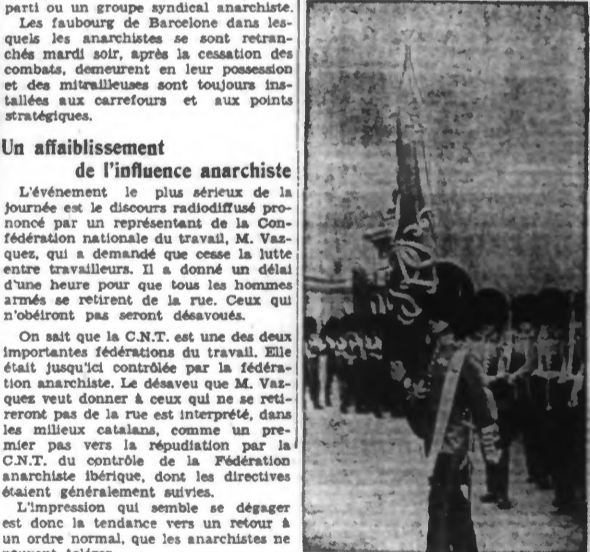 parti ou un groupe syndical anarchiste.
Les faubourg de Barcelone dans les-
quels les anarchistes se sont retran-
chés mardi soir, après la cessation des
combats, demeurent en leur possession
et des mitrailleuses sont toujours ins-
tallées aux carrefours et aux points
stratégiques.
Un affaiblissement
de l'influence anarchiste
L'événement le plus sérieux de la
journée est le discours radiodiffusé pro-
noncé par un représentant de la Con-
fédération nationale du travail, M. Vaz-
quez, qui a demandé que cesse la lutte
entre travailleurs. Il a donné un délai
d'une heure pour que tous les hommes
armés se retirent de la rue. Ceux qui
n'obéiront pas seront désavoués.
On sait que la C.N.T. est une des deux
importantes fédérations du travail. Elle
était jusqu'ici contrôlée par la fédéra-
tion anarchiste. Le désaveu que M. Vaz-
quez veut donner à ceux qui ne se reti-
reront pas de la rue est interprété, dans
les milieux catalans, comme un pre-
mier pas vers la répudiation par la
C.N.T. du contrôle de la Fédération
anarchiste ibérique, dont les directives
étaient généralement suivies.
L'impression qui semble se dégager
est donc la tendance vers un retour à
un ordre normal, que les anarchistes ne